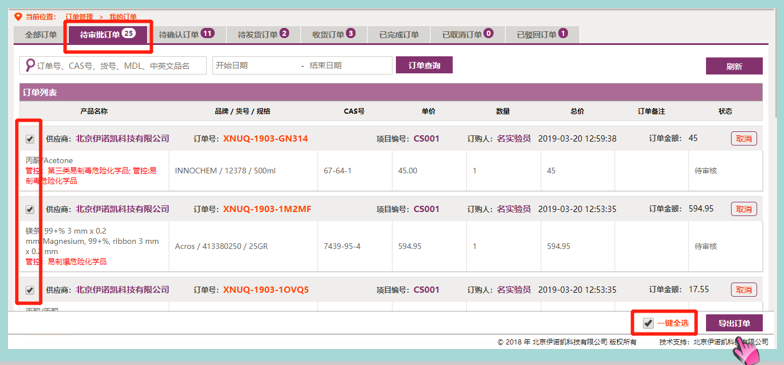 当前位置： 订单管理 > 我的订单
全部订单 待审批订单 25 待确认订单 11 待发货订单 2 收货订单 3 已完成订单 已取消订单 0 已驳回订单 1
订单号、CAS号、货号、MDL、中英文品名 开始日期 - 结束日期 订单查询 刷新
订单列表
产品名称 品牌 / 货号 / 规格 CAS号 单价 数量 总价 订单备注 状态
供应商：北京伊诺凯科技有限公司 订单号：XNUQ-1903-GN314 项目编号：CS001 订购人：名实验员 2019-03-20 12:59:38 订单金额： 45 取消
丙酮/Acetone
管控：第三类易制毒危险化学品; 管控:易
制毒危险化学品
INNOCHEM / 12378 / 500ml 67-64-1 45.00 1 45 待审核
供应商：北京伊诺凯科技有限公司 订单号：XNUQ-1903-1M2MF 项目编号：CS001 订购人：名实验员 2019-03-20 12:53:35 订单金额： 594.95 取消
镁条 99+% 3 mm x 0.2
mm/Magnesium, 99+%, ribbon 3 mm
x 0.2 mm
管控：易制爆危险化学品
Acros / 413380250 / 25GR 7439-95-4 594.95 1 594.95 待审核
供应商：北京伊诺凯科技有限公司 订单号：XNUQ-1903-1OVQ5 项目编号：CS001 订购人：名实验员 2019-03-20 12:53:35 订单金额： 17.55 取消
一键全选 导出订单
© 2018 年 北京伊诺凯科技有限公司 版权所有 技术支持：北京伊诺凯科技有限公司